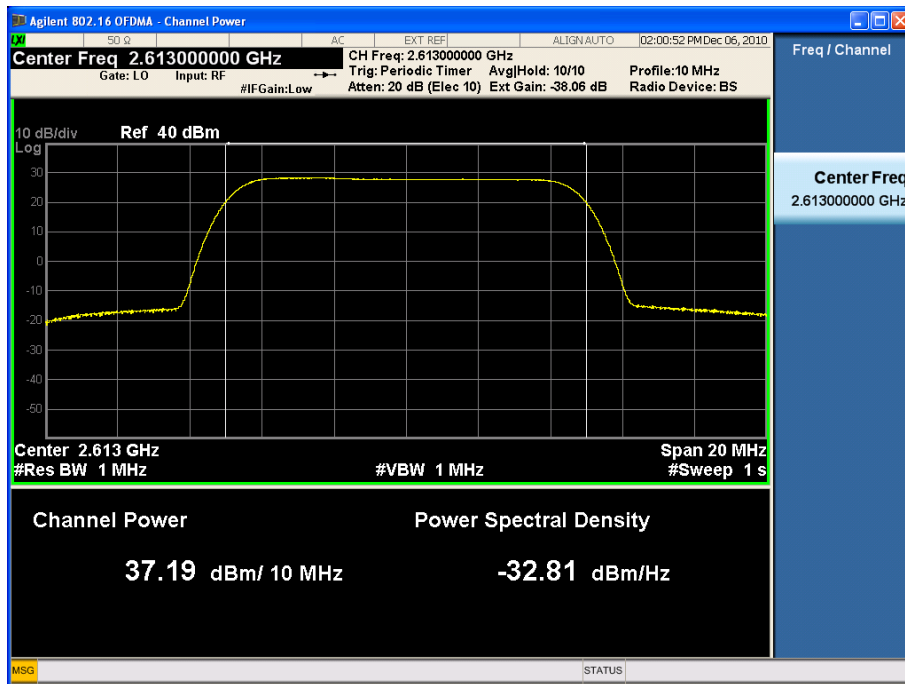 Agilent 802.16 OFDMA - Channel Power
LXI 50 Ω AC EXT REF ALIGN AUTO 02:00:52 PM Dec 06, 2010
Center Freq 2.613000000 GHz
Gate: LO Input: RF
#IFGain:Low
CH Freq: 2.613000000 GHz
Trig: Periodic Timer Avg|Hold: 10/10 Profile:10 MHz
Atten: 20 dB (Elec 10) Ext Gain: -38.06 dB Radio Device: BS
Freq / Channel
Center Freq
2.613000000 GHz
10 dB/div Ref 40 dBm
Log
30
20
10
0
-10
-20
-30
-40
-50
Center 2.613 GHz Span 20 MHz
#Res BW 1 MHz #VBW 1 MHz #Sweep 1 s
Channel Power Power Spectral Density
37.19 dBm/ 10 MHz -32.81 dBm/Hz
MSG STATUS